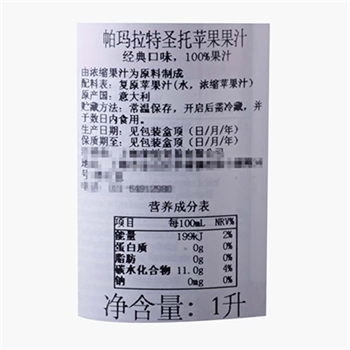 帕玛拉特圣托苹果果汁
经典口味，100%果汁
由浓缩果汁为原料制成
配料表：复原苹果汁（水，浓缩苹果汁）
原产国：意大利
贮藏方法：常温保存，开启后需冷藏，并
于数日内食用。
生产日期：见包装盒顶（日/月/年）
保质期至：见包装盒顶（日/月/年）
地
电话：
营养成分表
项目 每100mL NRV%
能量 199kJ 2%
蛋白质 0g 0%
脂肪 0g 0%
碳水化合物 11.0g 4%
钠 0mg 0%
净含量：1升